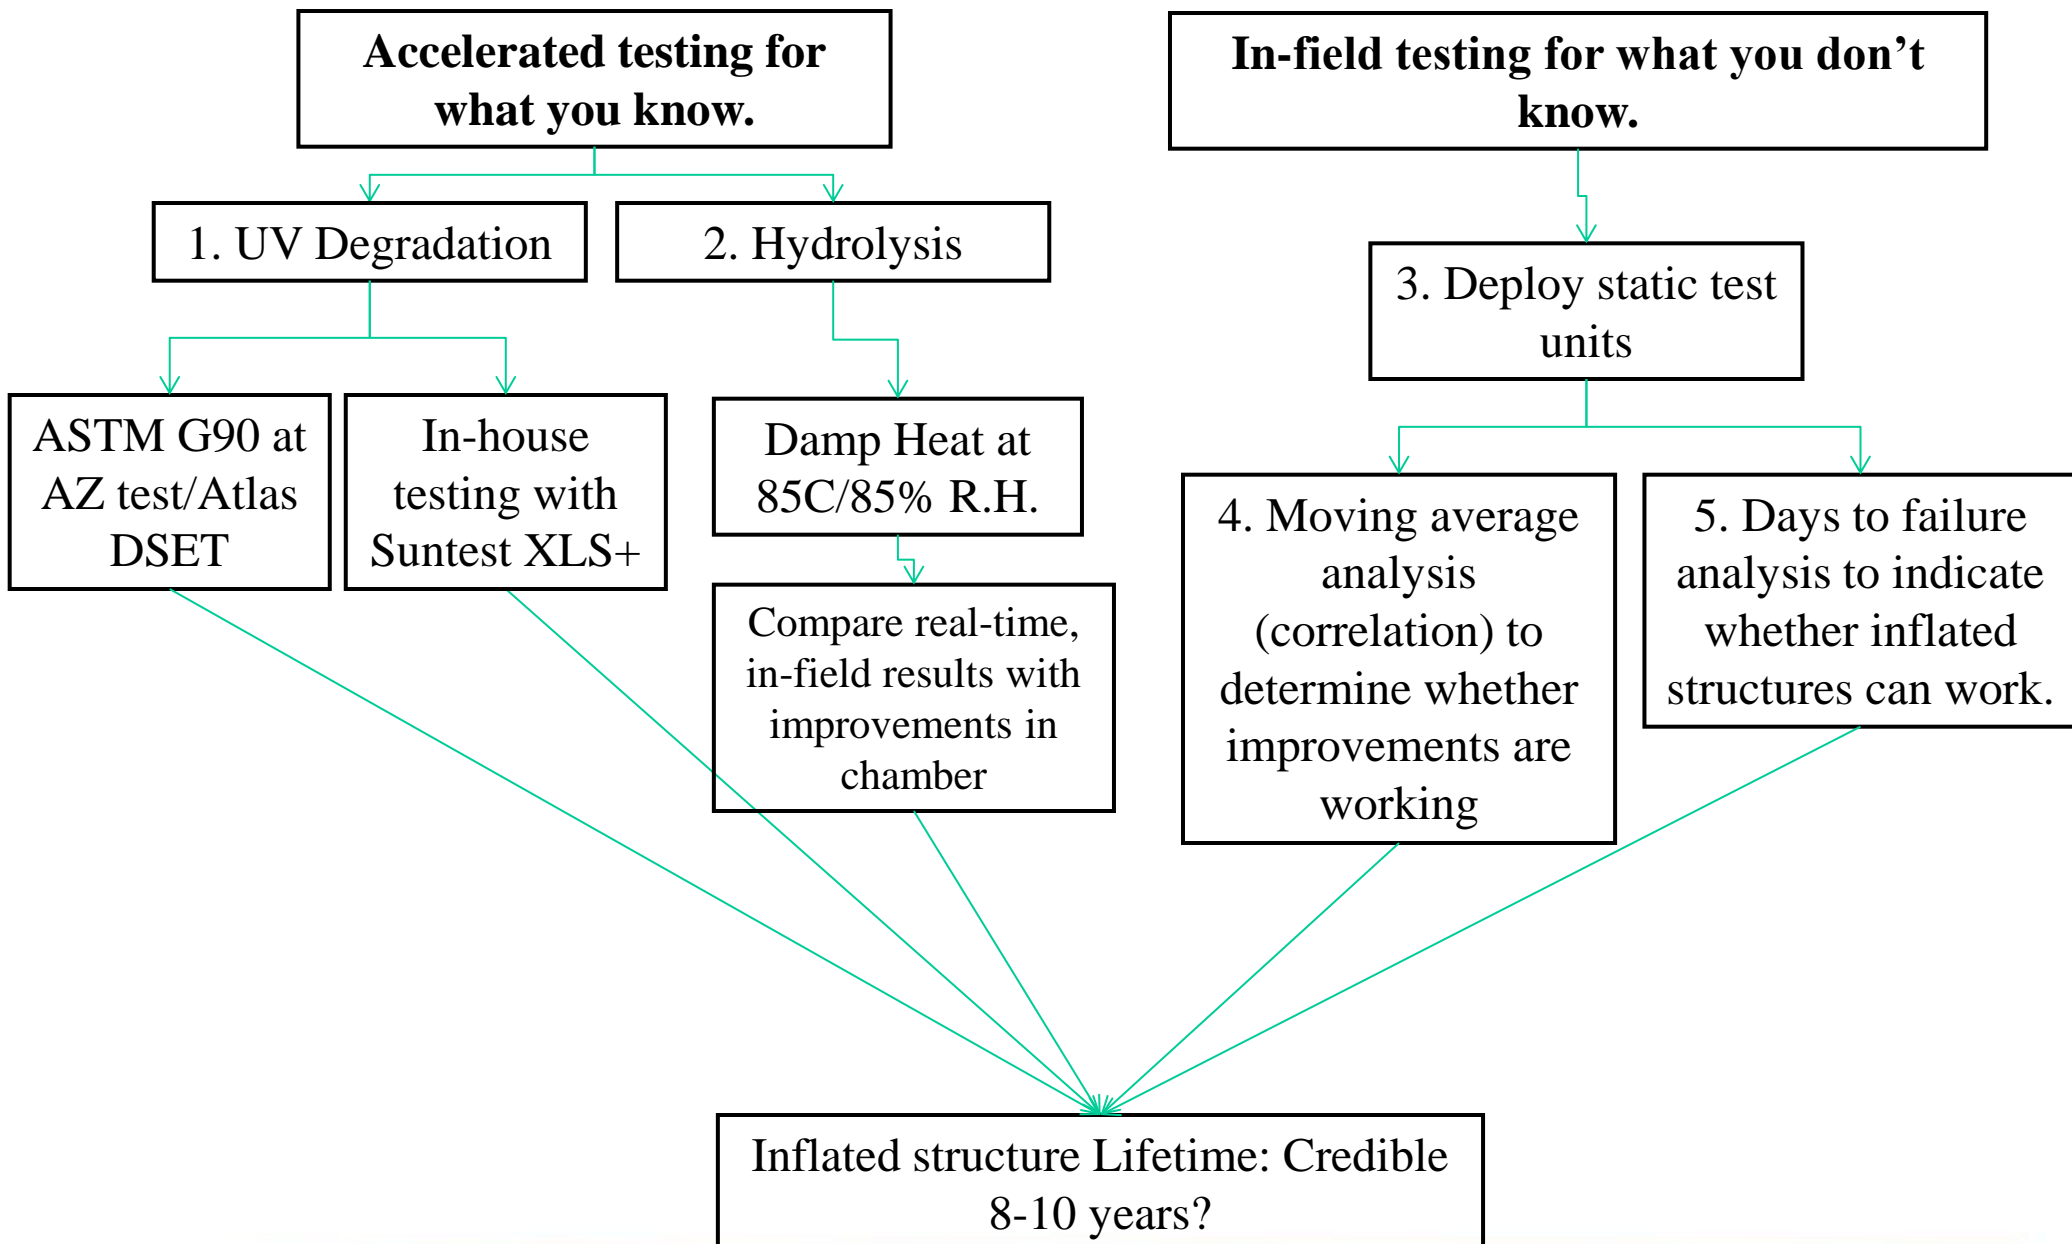 Accelerated testing for
what you know.
In-field testing for what you don’t
know.
1. UV Degradation
2. Hydrolysis
3. Deploy static test
units
ASTM G90 at
AZ test/Atlas
DSET
In-house
testing with
Suntest XLS+
Damp Heat at
85C/85% R.H.
Compare real-time,
in-field results with
improvements in
chamber
4. Moving average
analysis
(correlation) to
determine whether
improvements are
working
5. Days to failure
analysis to indicate
whether inflated
structures can work.
Inflated structure Lifetime: Credible
8-10 years?